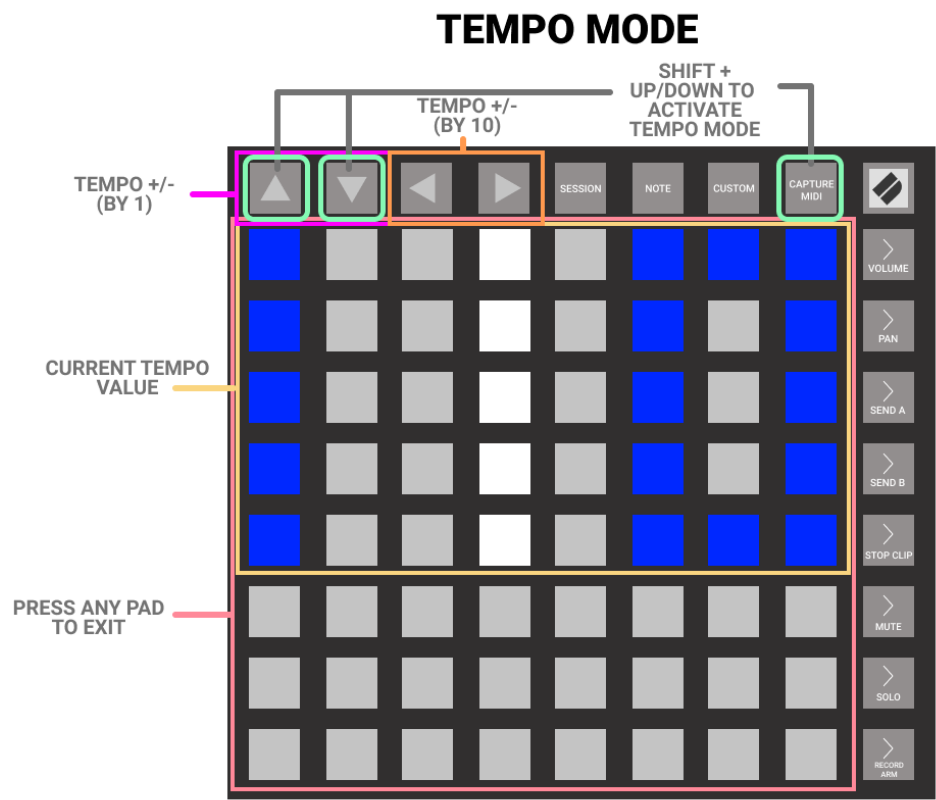 TEMPO MODE
SHIFT +
UP/DOWN TO
ACTIVATE
TEMPO MODE
TEMPO +/-
(BY 10)
TEMPO +/-
(BY 1)
SESSION
NOTE
CUSTOM
CAPTURE
MIDI
VOLUME
PAN
CURRENT TEMPO
VALUE
SEND A
SEND B
STOP CLIP
PRESS ANY PAD
TO EXIT
MUTE
SOLO
RECORD
ARM